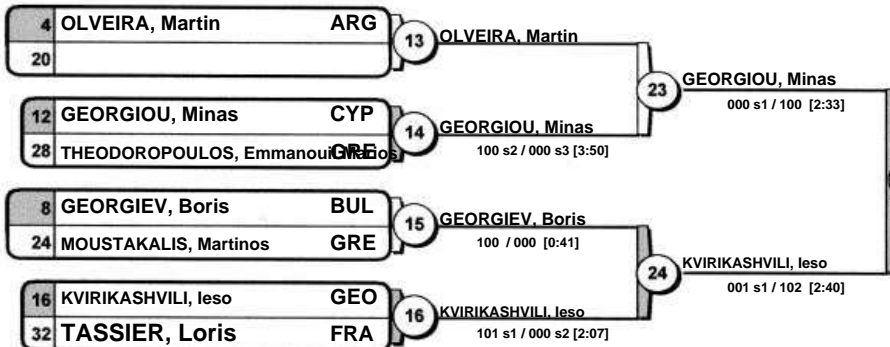 4 OLVEIRA, Martin ARG
20
13
OLVEIRA, Martin
12 GEORGIOU, Minas CYP
28 THEODOROPOULOS, Emmanouil Marios GRE
14
GEORGIOU, Minas
100 s2 / 000 s3 [3:50]
23
GEORGIOU, Minas
000 s1 / 100 [2:33]
8 GEORGIEV, Boris BUL
24 MOUSTAKALIS, Martinos GRE
15
GEORGIEV, Boris
100 / 000 [0:41]
16 KVIRIKASHVILI, Ieso GEO
32 TASSIER, Loris FRA
16
KVIRIKASHVILI, Ieso
101 s1 / 000 s2 [2:07]
24
KVIRIKASHVILI, Ieso
001 s1 / 102 [2:40]